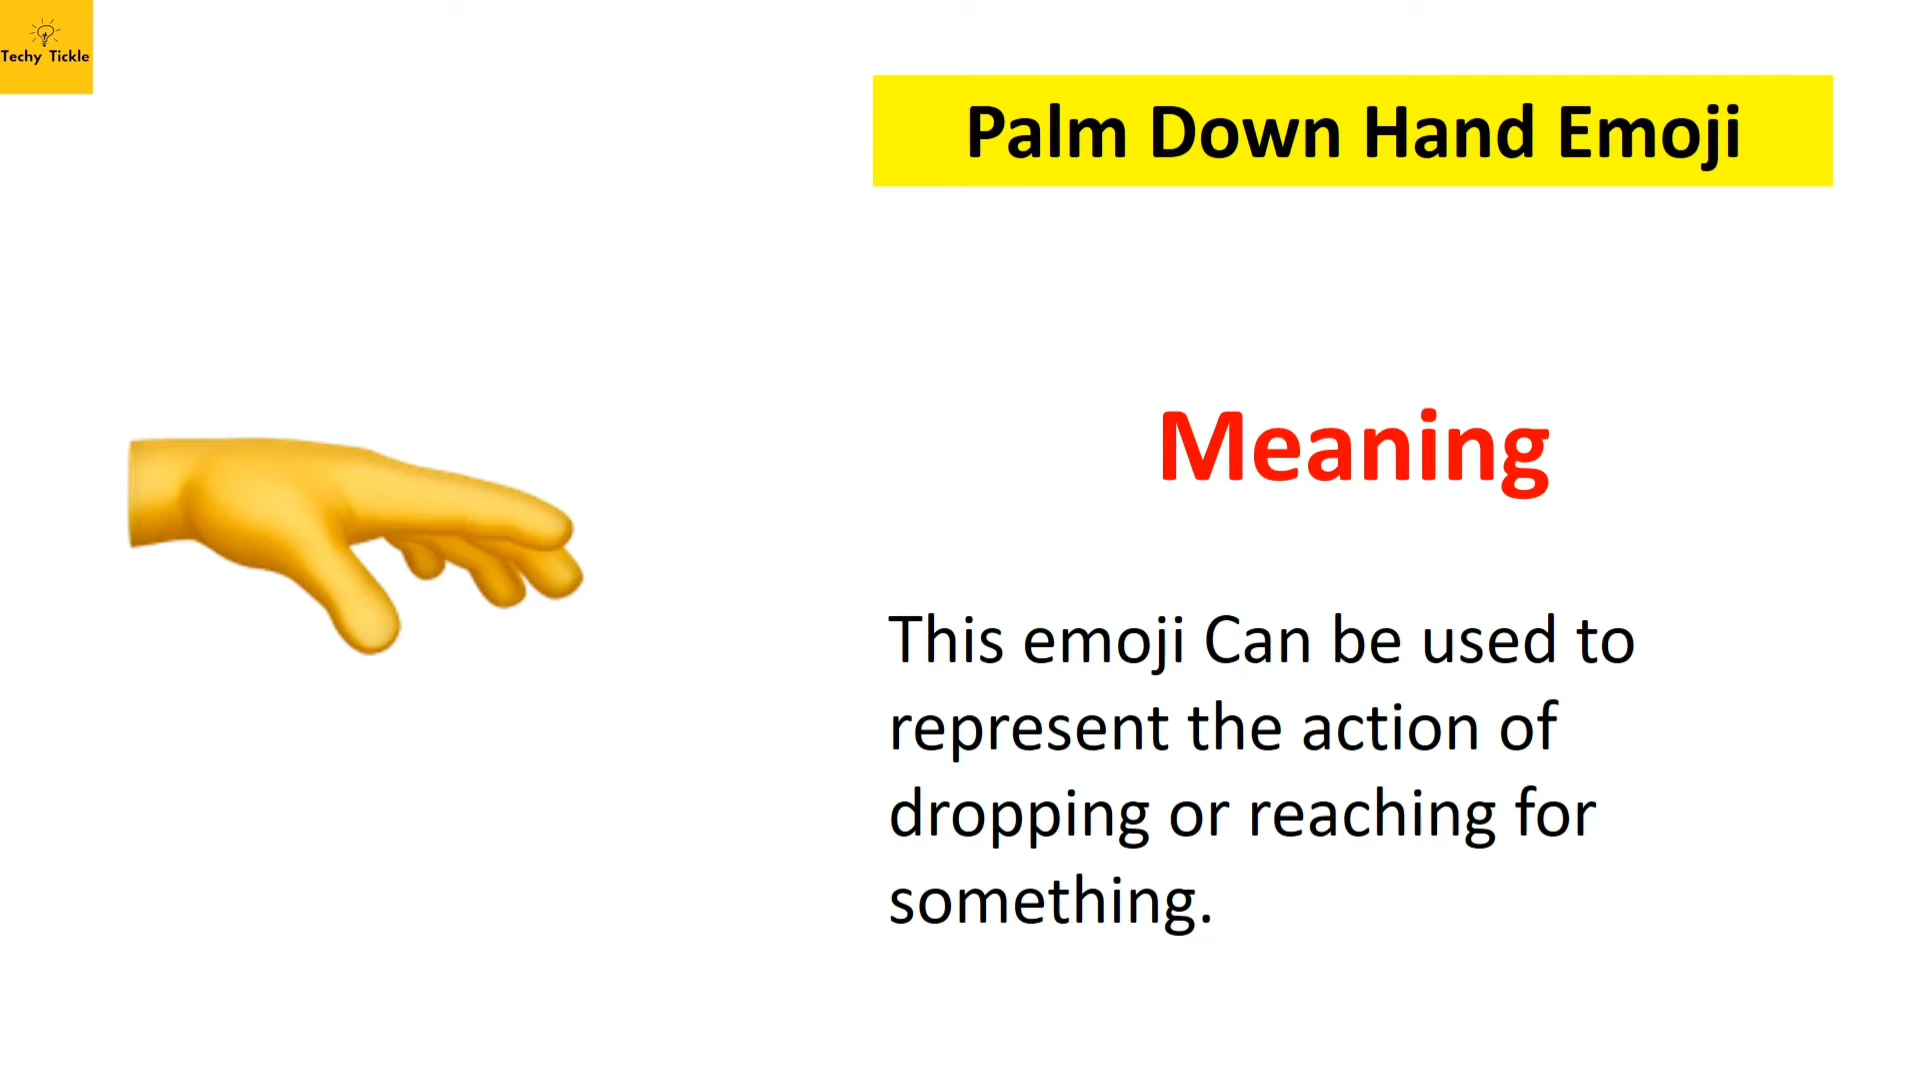 Techy Tickle
Palm Down Hand Emoji
Meaning
This emoji Can be used to
represent the action of
dropping or reaching for
something.